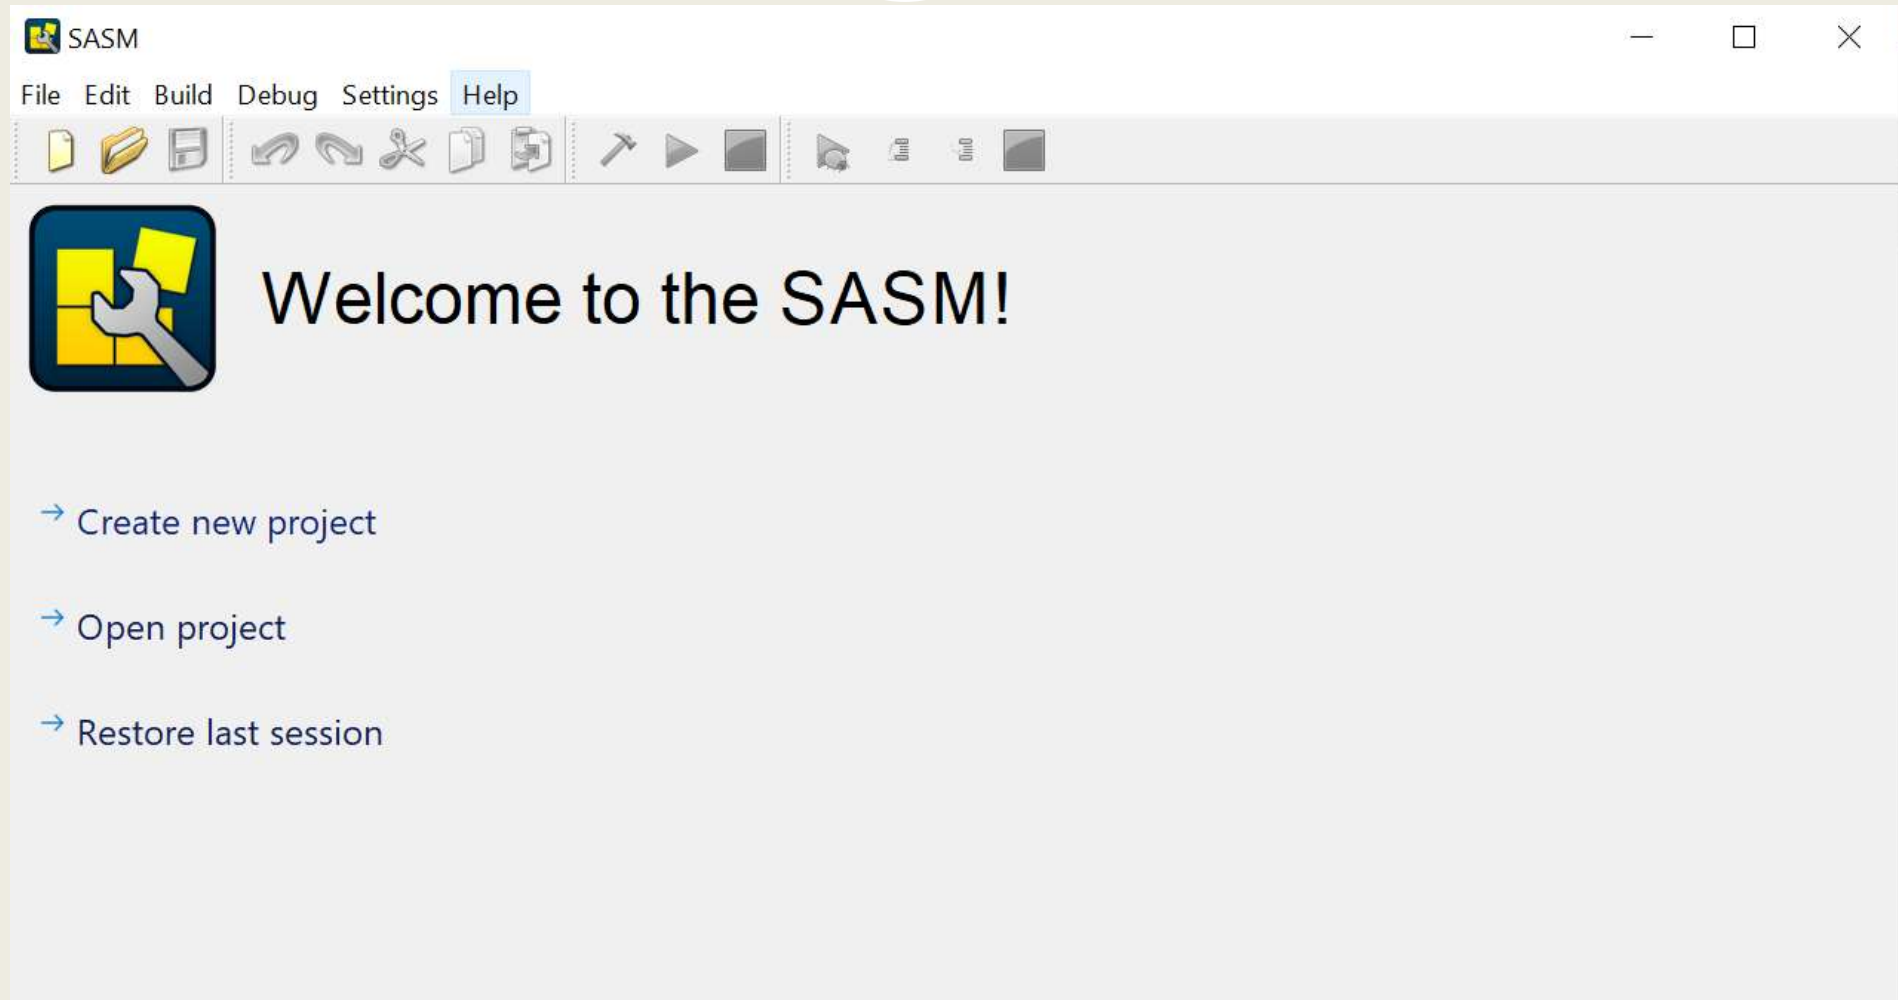 SASM
File Edit Build Debug Settings Help
Welcome to the SASM!
Create new project
Open project
Restore last session